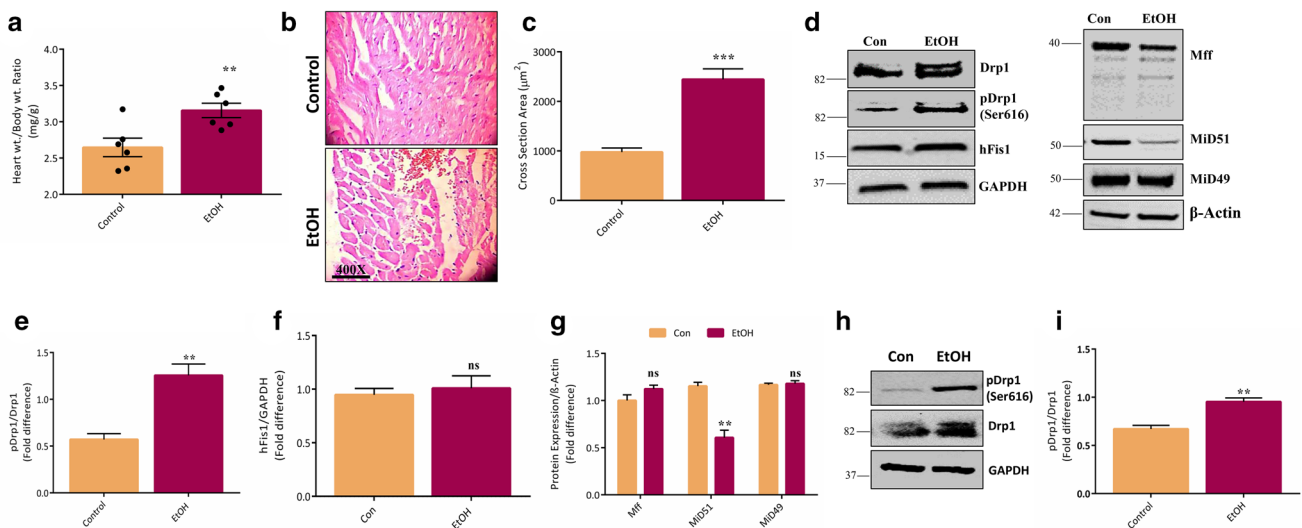 a
Heart wt./Body wt. Ratio
(mg/g)
4.0
3.5
3.0
2.5
2.0
**
Control
EtOH
b
Control
EtOH
400X
c
Cross Section Area (μm²)
3000
2000
1000
0
***
Control
EtOH
d
Con EtOH
82
Drp1
82
pDrp1
(Ser616)
15
hFis1
37
GAPDH
Con EtOH
40
Mff
50
MiD51
50
MiD49
42
β-Actin
e
pDrp1/Drp1
(Fold difference)
1.5
1.0
0.5
0.0
**
Control
EtOH
f
hFis1/GAPDH
(Fold difference)
1.5
1.0
0.5
0.0
ns
Con
EtOH
g
Con EtOH
Protein Expression/ß-Actin
(Fold difference)
1.5
1.0
0.5
0.0
ns
**
ns
Mff
MiD51
MiD49
h
Con EtOH
82
pDrp1
(Ser616)
82
Drp1
37
GAPDH
i
pDrp1/Drp1
(Fold difference)
1.5
1.0
0.5
0.0
**
Control
EtOH